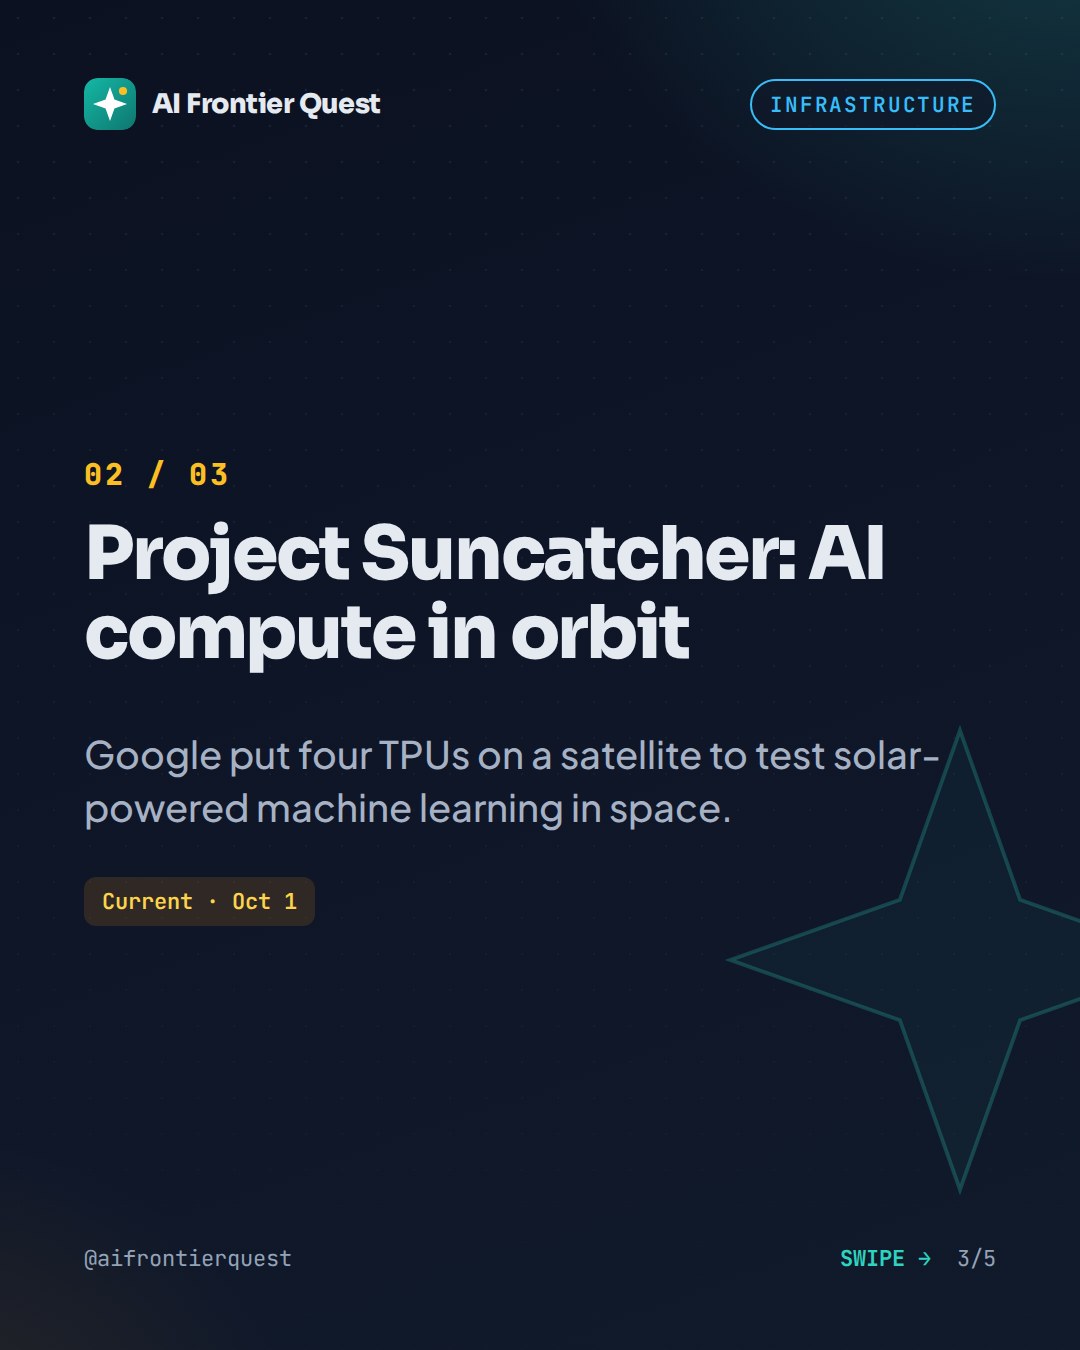 AI Frontier Quest
INFRASTRUCTURE
02 / 03
Project Suncatcher: AI
compute in orbit
Google put four TPUs on a satellite to test solar-
powered machine learning in space.
Current · Oct 1
@aifrontierquest
SWIPE → 3/5